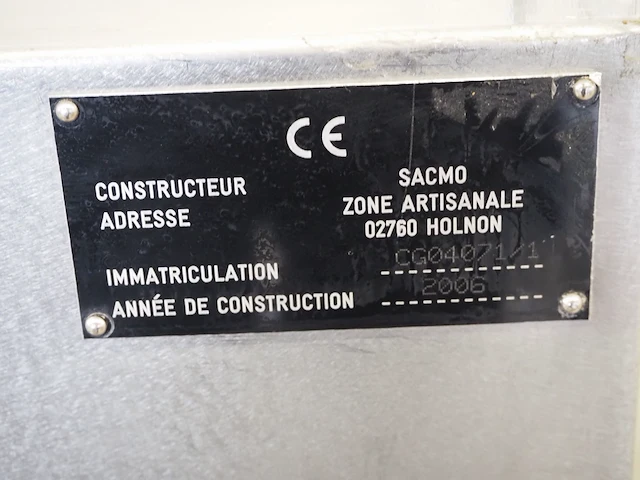 CE
CONSTRUCTEUR SACMO
ADRESSE ZONE ARTISANALE
02760 HOLNON
IMMATRICULATION CG04071/1
ANNÉE DE CONSTRUCTION 2006